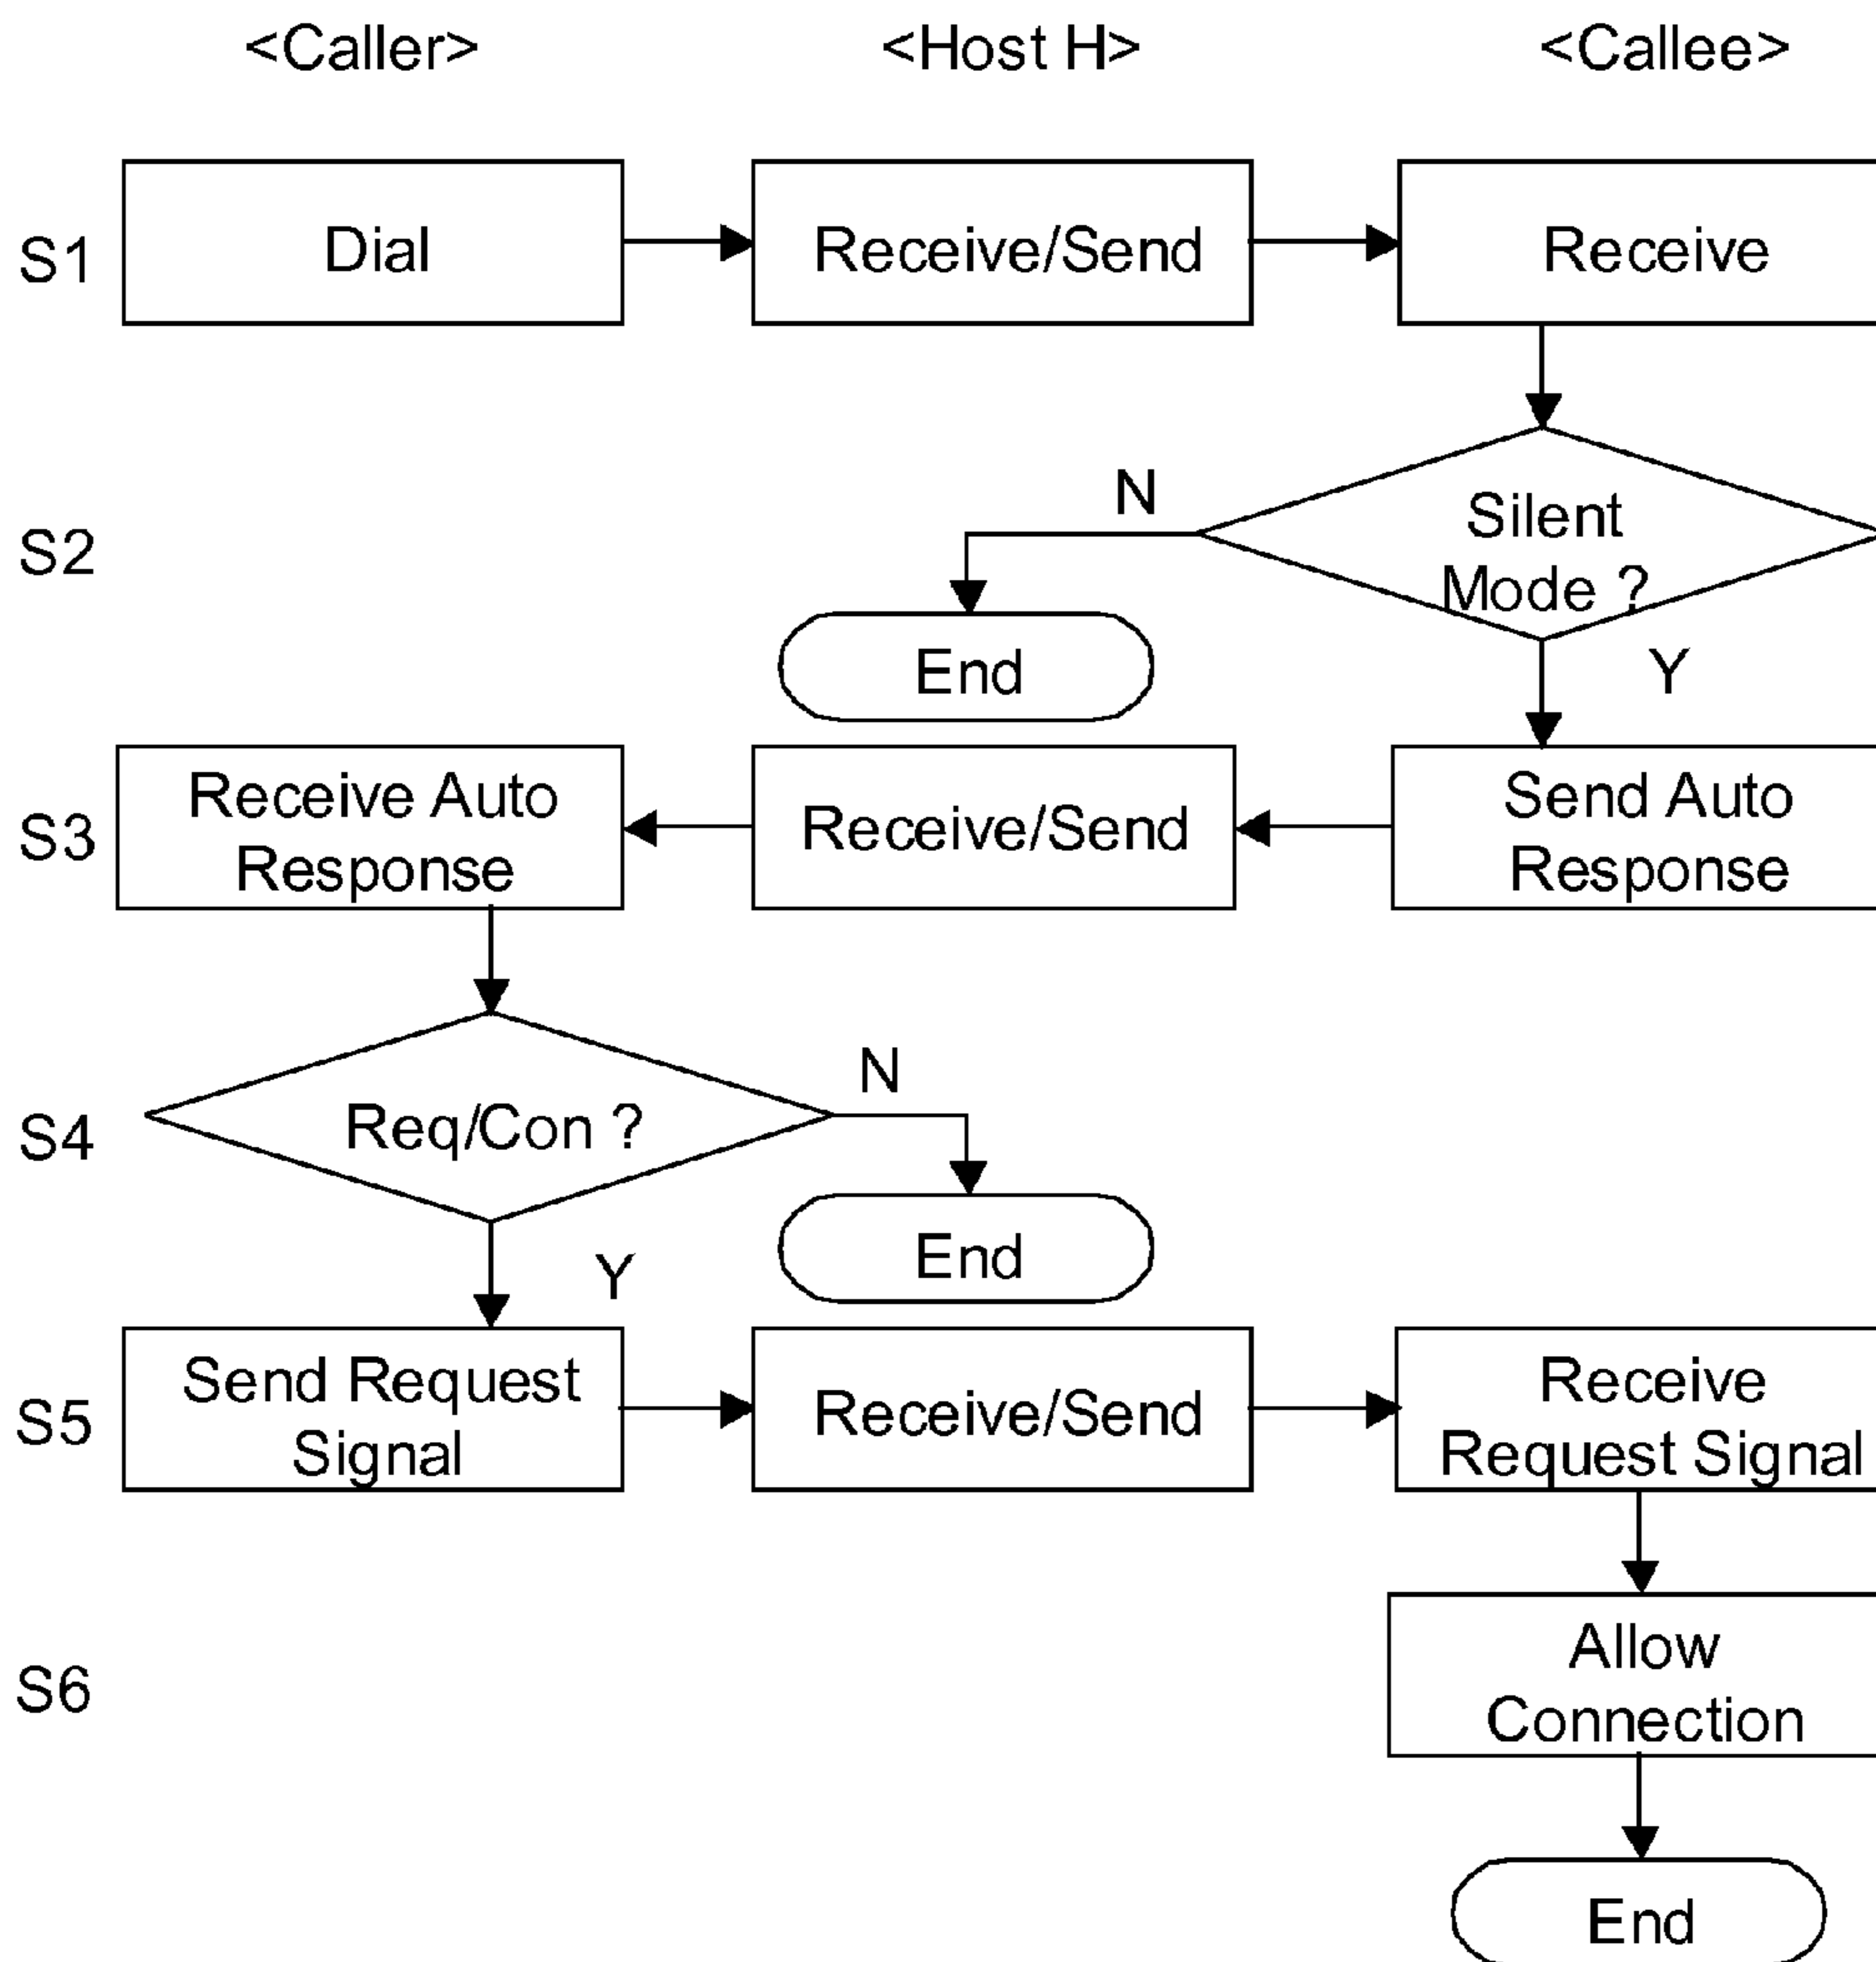 <Caller> <Host H> <Callee>
S1 Dial Receive/Send Receive
N
S2
Silent
Mode ?
End
Y
S3
Receive Auto
Response
Receive/Send
Send Auto
Response
N
S4 Req/Con ?
End
Y
S5
Send Request
Signal
Receive/Send
Receive
Request Signal
S6
Allow
Connection
End